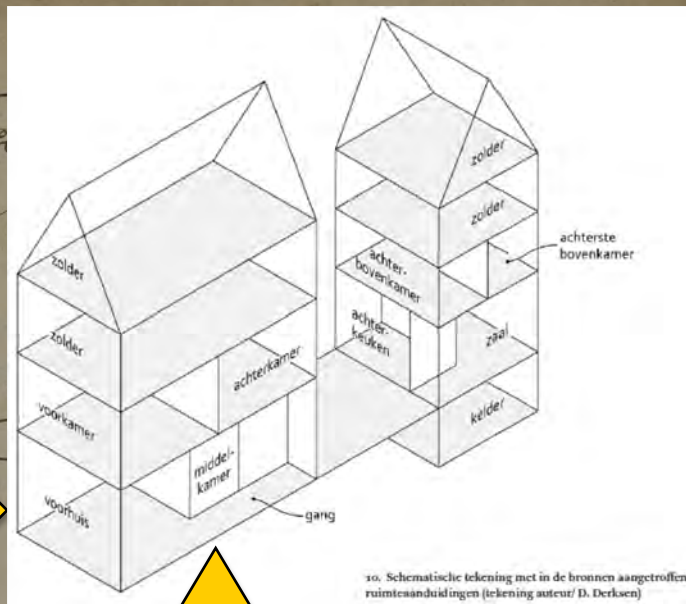 zolder
zolder
voorkamer
voorhuis
achterkamer
middel-
kamer
gang
zolder
zolder
achter-
bovenkamer
achterste
bovenkamer
achter-
keuken
zaal
kelder
10. Schematische tekening met in de bronnen aangetroffen
ruimteaanduidingen (tekening auteur/ D. Derksen)